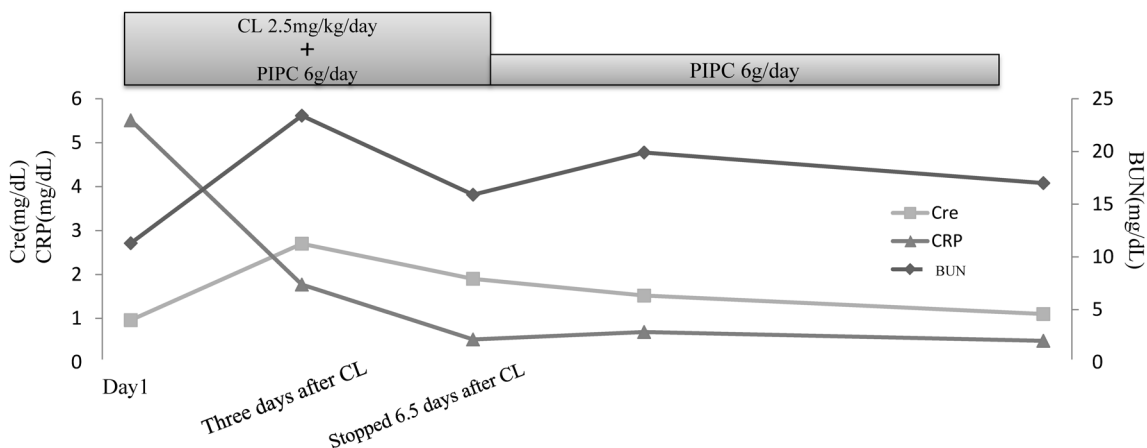 CL 2.5mg/kg/day
+
PIPC 6g/day
PIPC 6g/day
Cre(mg/dL)
CRP(mg/dL)
6
5
4
3
2
1
0
25
20
15
10
5
0
BUN(mg/dL)
Cre
CRP
BUN
Day1
Three days after CL
Stopped 6.5 days after CL